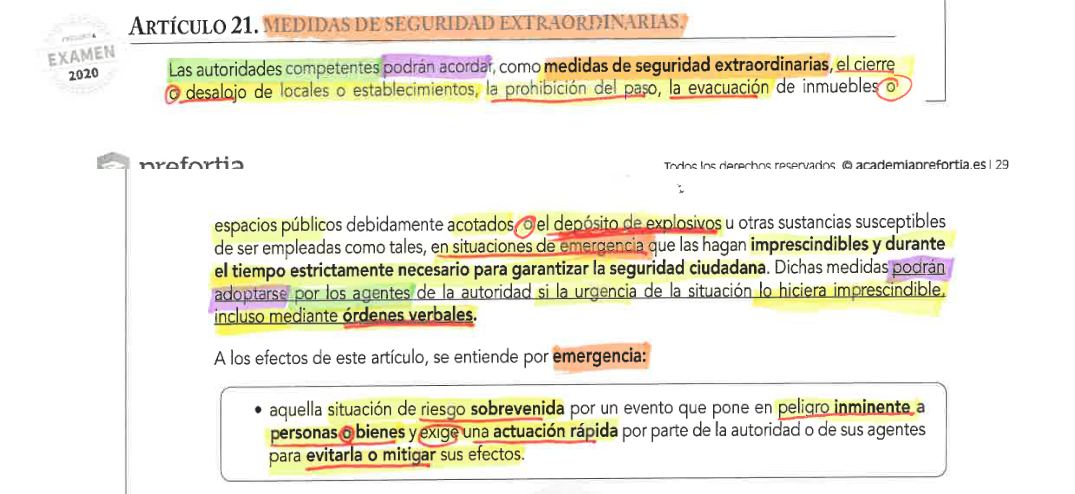 ARTÍCULO 21. MEDIDAS DE SEGURIDAD EXTRAORDINARIAS.
EXAMEN
2020
Las autoridades competentes podrán acordar, como medidas de seguridad extraordinarias, el cierre
o desalojo de locales o establecimientos, la prohibición del paso, la evacuación de inmuebles o
prefortia
Todos los derechos reservados. © academiaprefortia.es | 29
espacios públicos debidamente acotados, o el depósito de explosivos u otras sustancias susceptibles
de ser empleadas como tales, en situaciones de emergencia que las hagan imprescindibles y durante
el tiempo estrictamente necesario para garantizar la seguridad ciudadana. Dichas medidas podrán
adoptarse por los agentes de la autoridad si la urgencia de la situación lo hiciera imprescindible,
incluso mediante órdenes verbales.
A los efectos de este artículo, se entiende por emergencia:
• aquella situación de riesgo sobrevenida por un evento que pone en peligro inminente a
personas o bienes y exige una actuación rápida por parte de la autoridad o de sus agentes
para evitarla o mitigar sus efectos.